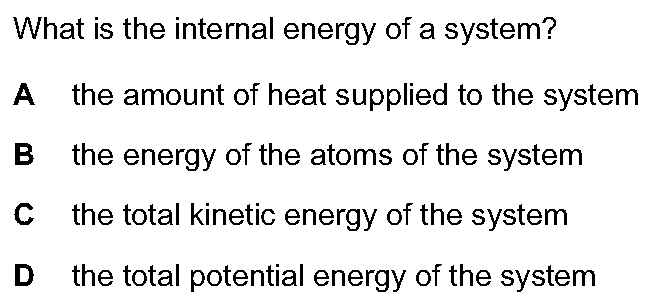 What is the internal energy of a system?
A the amount of heat supplied to the system
B the energy of the atoms of the system
C the total kinetic energy of the system
D the total potential energy of the system